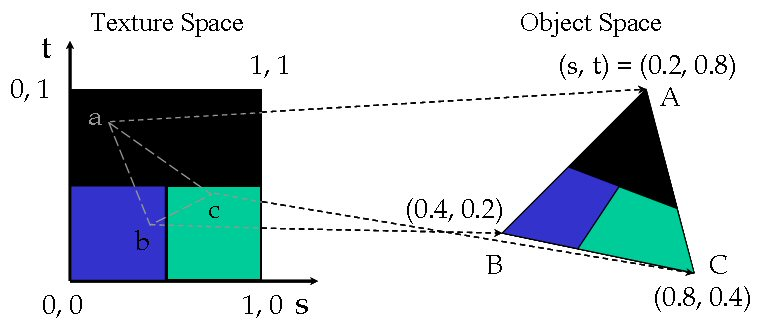 Texture Space
Object Space
t
1, 1
(s, t) = (0.2, 0.8)
0, 1
A
a
(0.4, 0.2)
c
b
B
C
0, 0
1, 0 s
(0.8, 0.4)